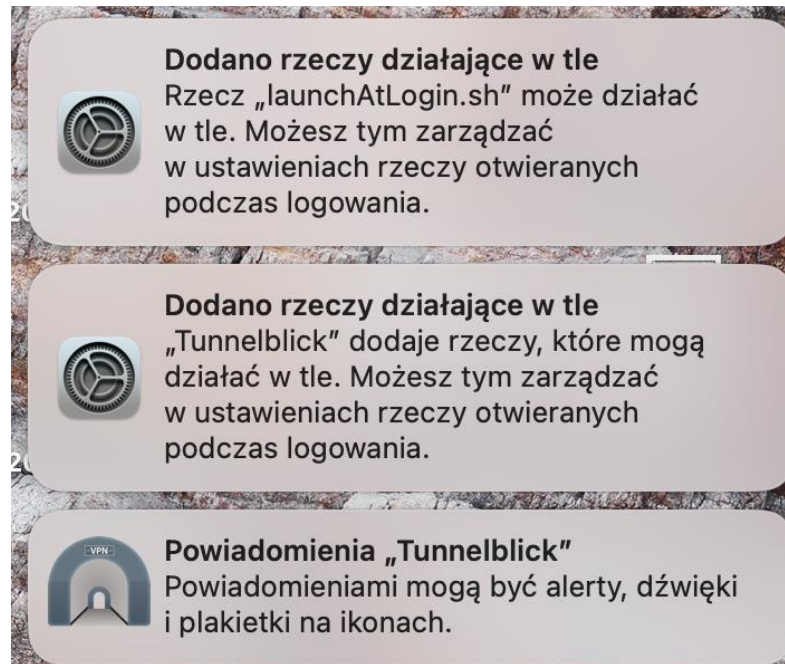 Dodano rzeczy działające w tle
Rzecz „launchAtLogin.sh” może działać
w tle. Możesz tym zarządzać
w ustawieniach rzeczy otwieranych
podczas logowania.
Dodano rzeczy działające w tle
„Tunnelblick” dodaje rzeczy, które mogą
działać w tle. Możesz tym zarządzać
w ustawieniach rzeczy otwieranych
podczas logowania.
-VPN-
Powiadomienia „Tunnelblick”
Powiadomieniami mogą być alerty, dźwięki
i plakietki na ikonach.